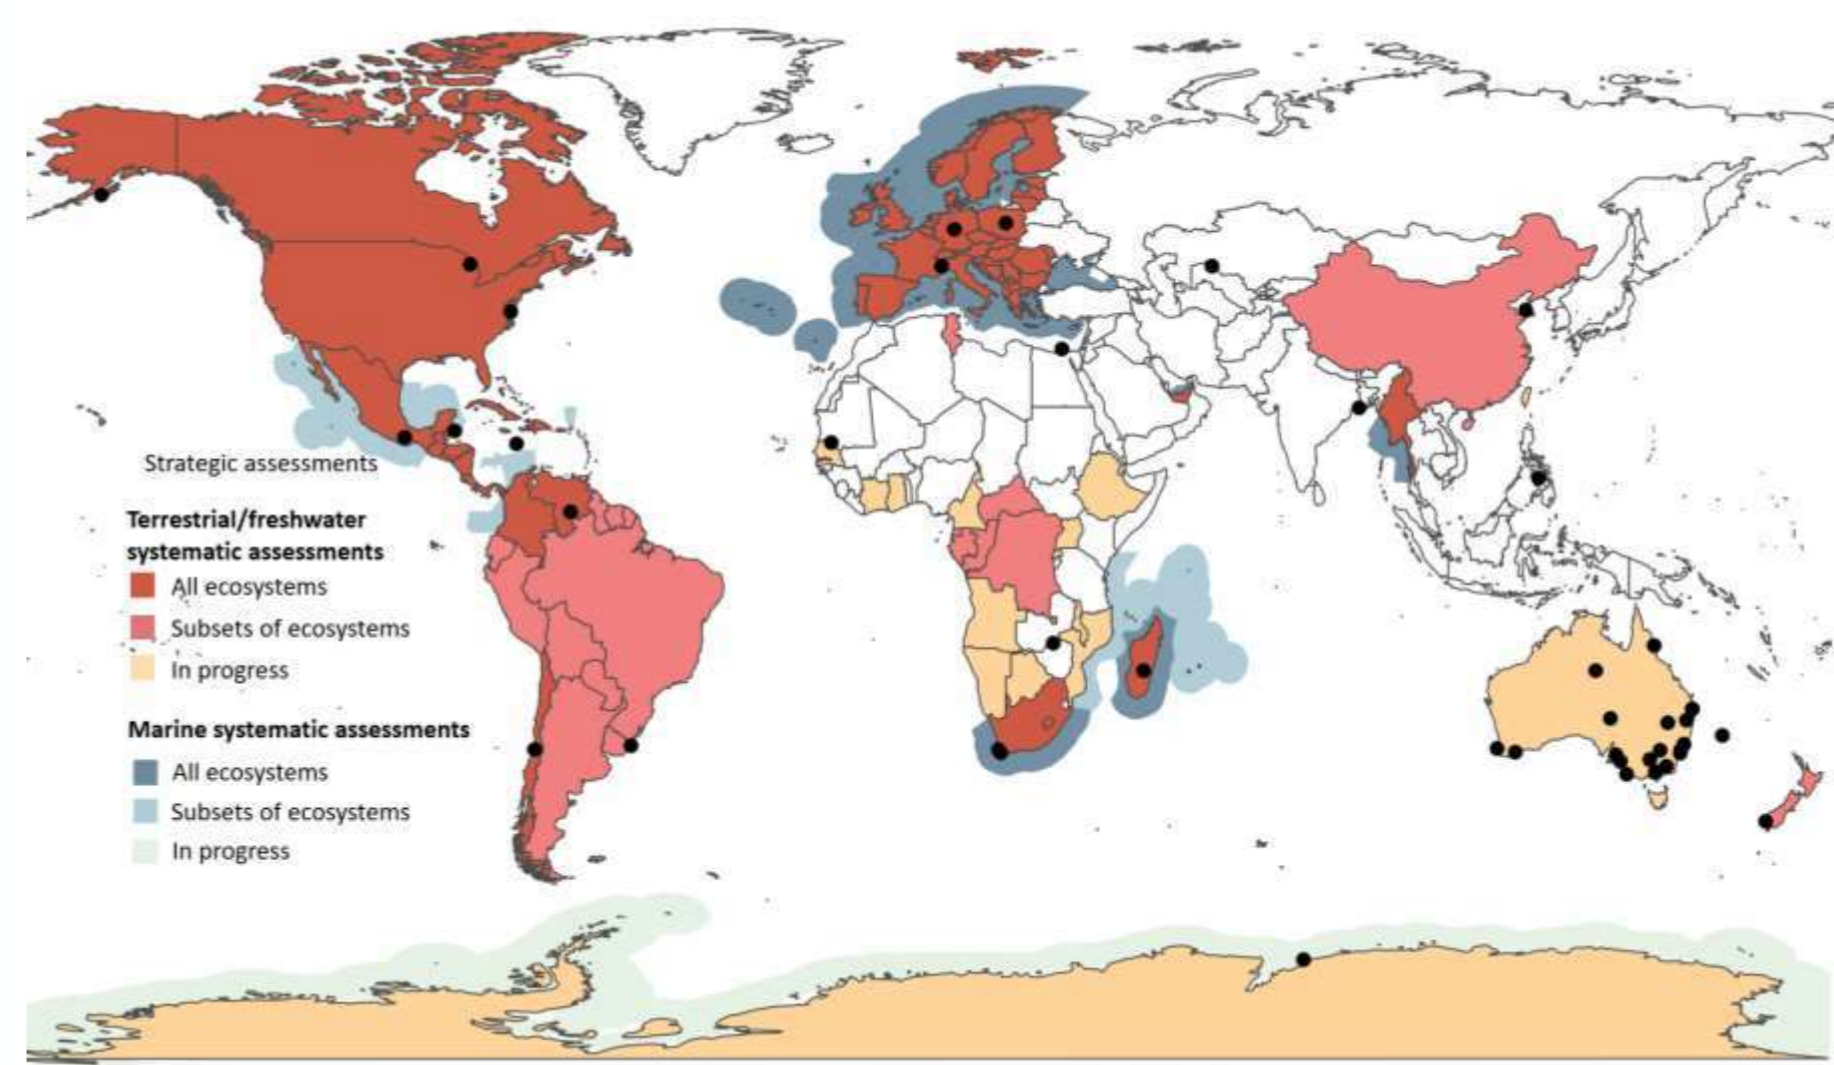 Strategic assessments
Terrestrial/freshwater
systematic assessments
All ecosystems
Subsets of ecosystems
In progress
Marine systematic assessments
All ecosystems
Subsets of ecosystems
In progress